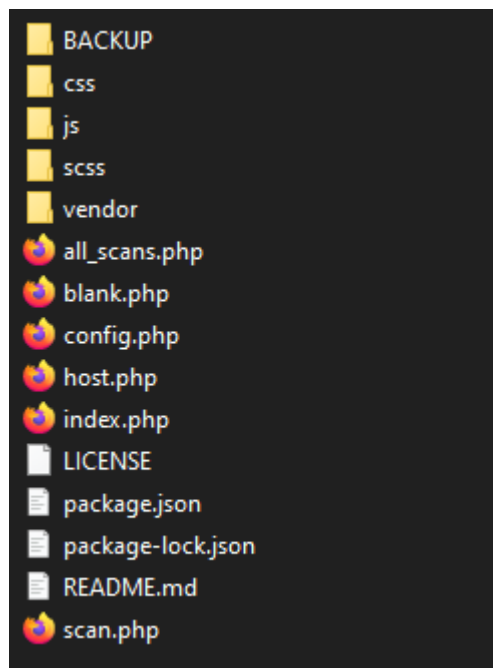 BACKUP
css
js
scss
vendor
all_scans.php
blank.php
config.php
host.php
index.php
LICENSE
package.json
package-lock.json
README.md
scan.php